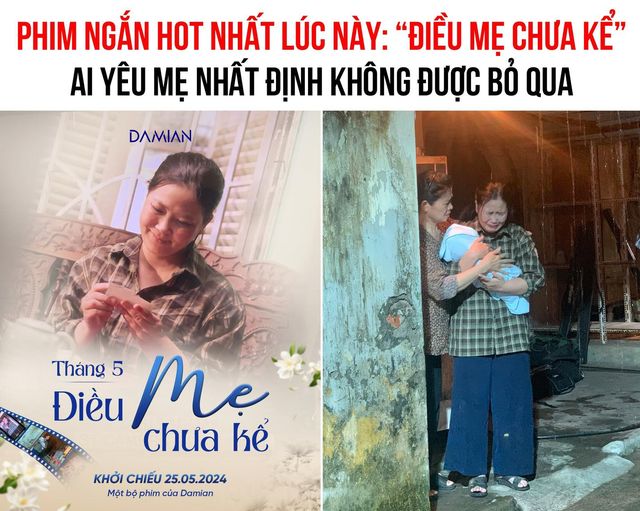 PHIM NGẮN HOT NHẤT LÚC NÀY: “ĐIỀU MẸ CHƯA KỂ”
AI YÊU MẸ NHẤT ĐỊNH KHÔNG ĐƯỢC BỎ QUA
DAMIAN
Tháng 5
Điều Mẹ
chưa kể
KHỞI CHIẾU 25.05.2024
Một bộ phim của Damian